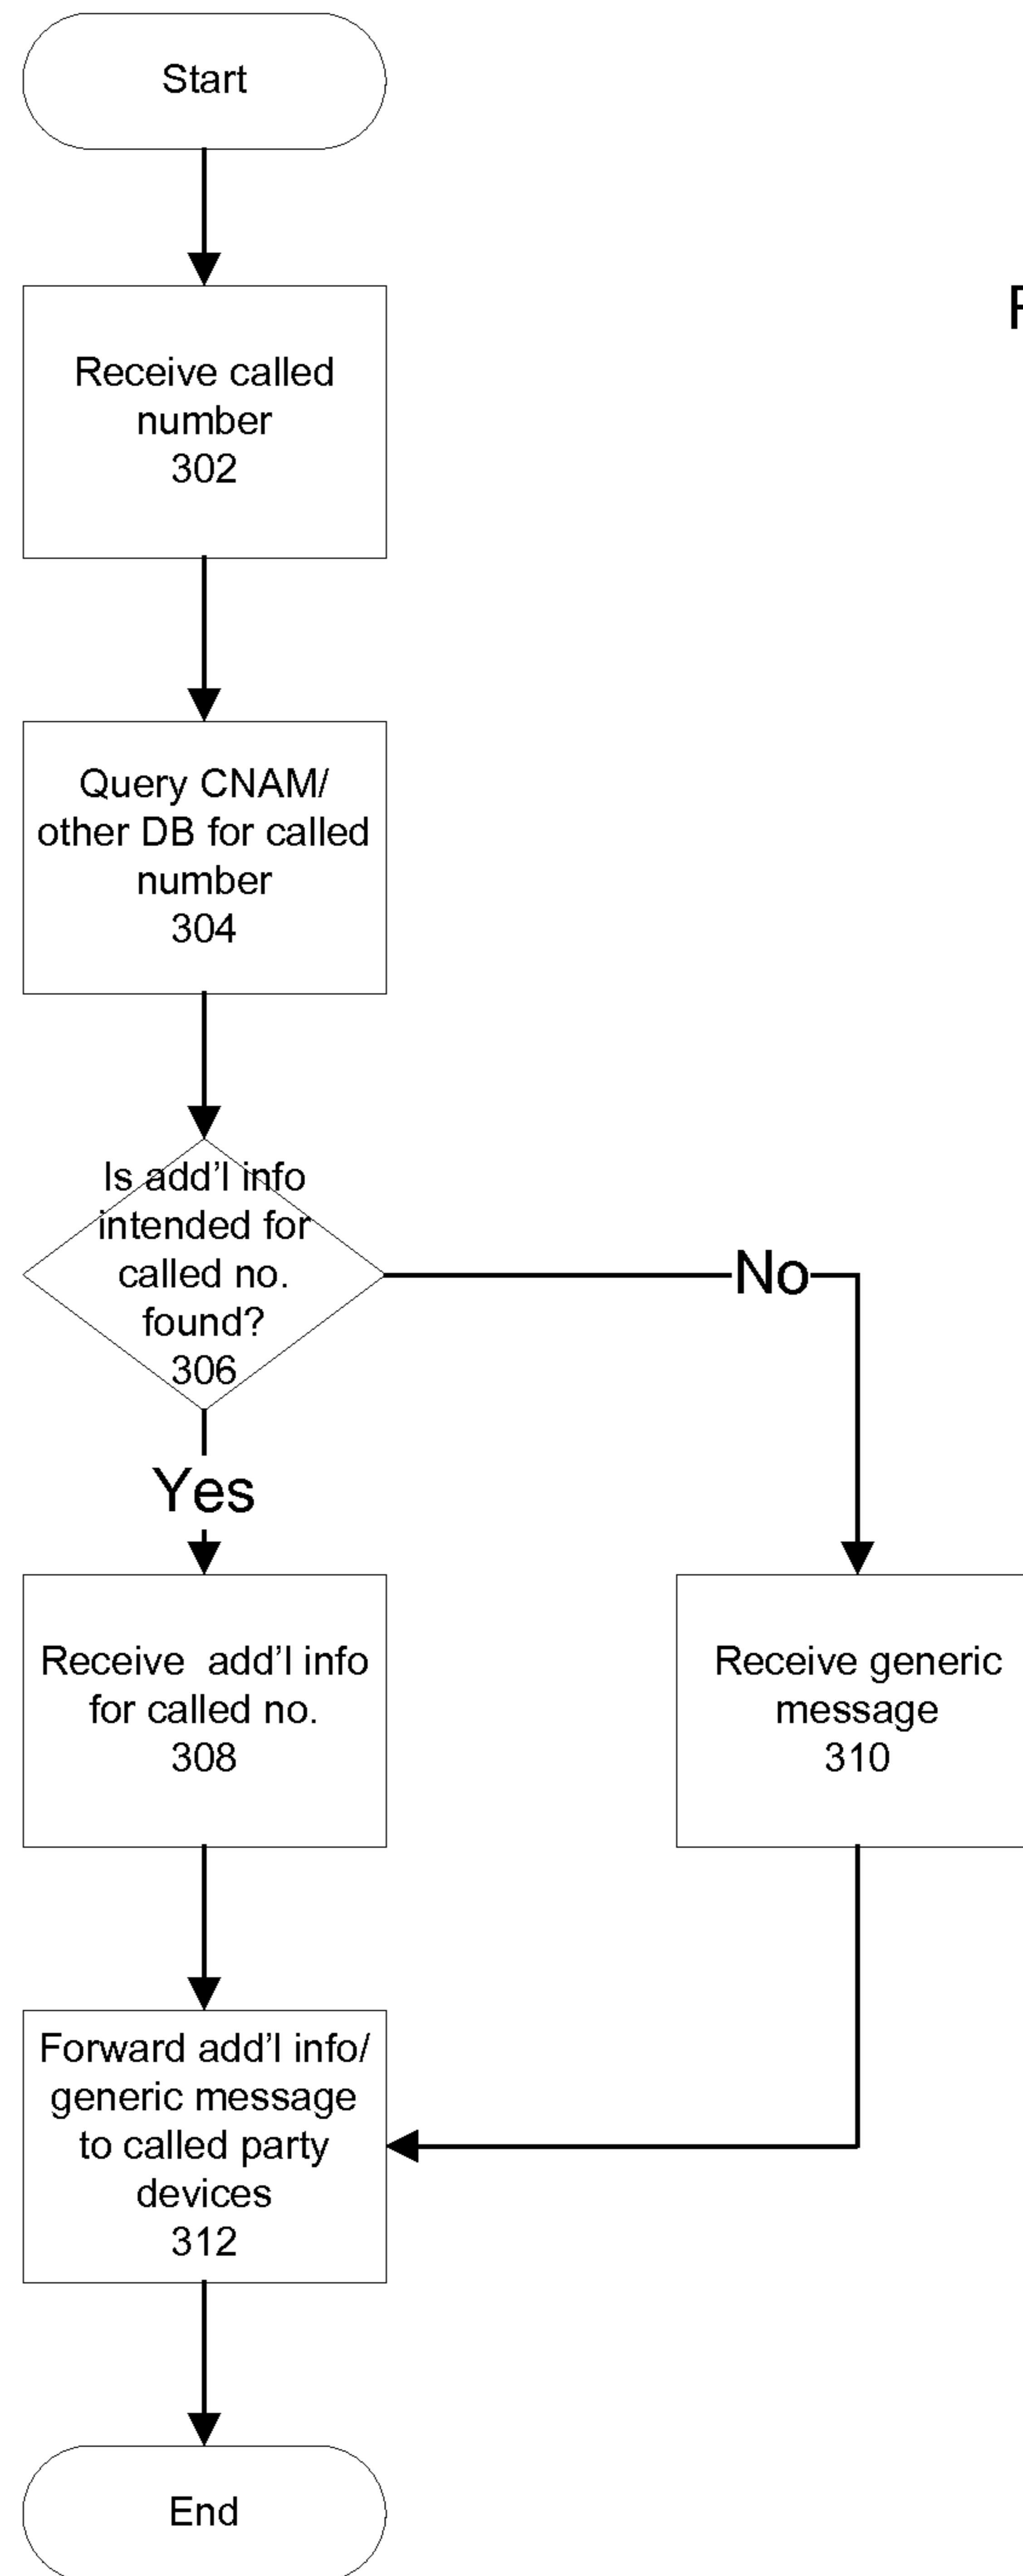 Start
Receive called
number
302
Query CNAM/
other DB for called
number
304
Is add'l info
intended for
called no.
found?
306
No
Yes
Receive  add'l info
for called no.
308
Receive generic
message
310
Forward add'l info/
generic message
to called party
devices
312
End